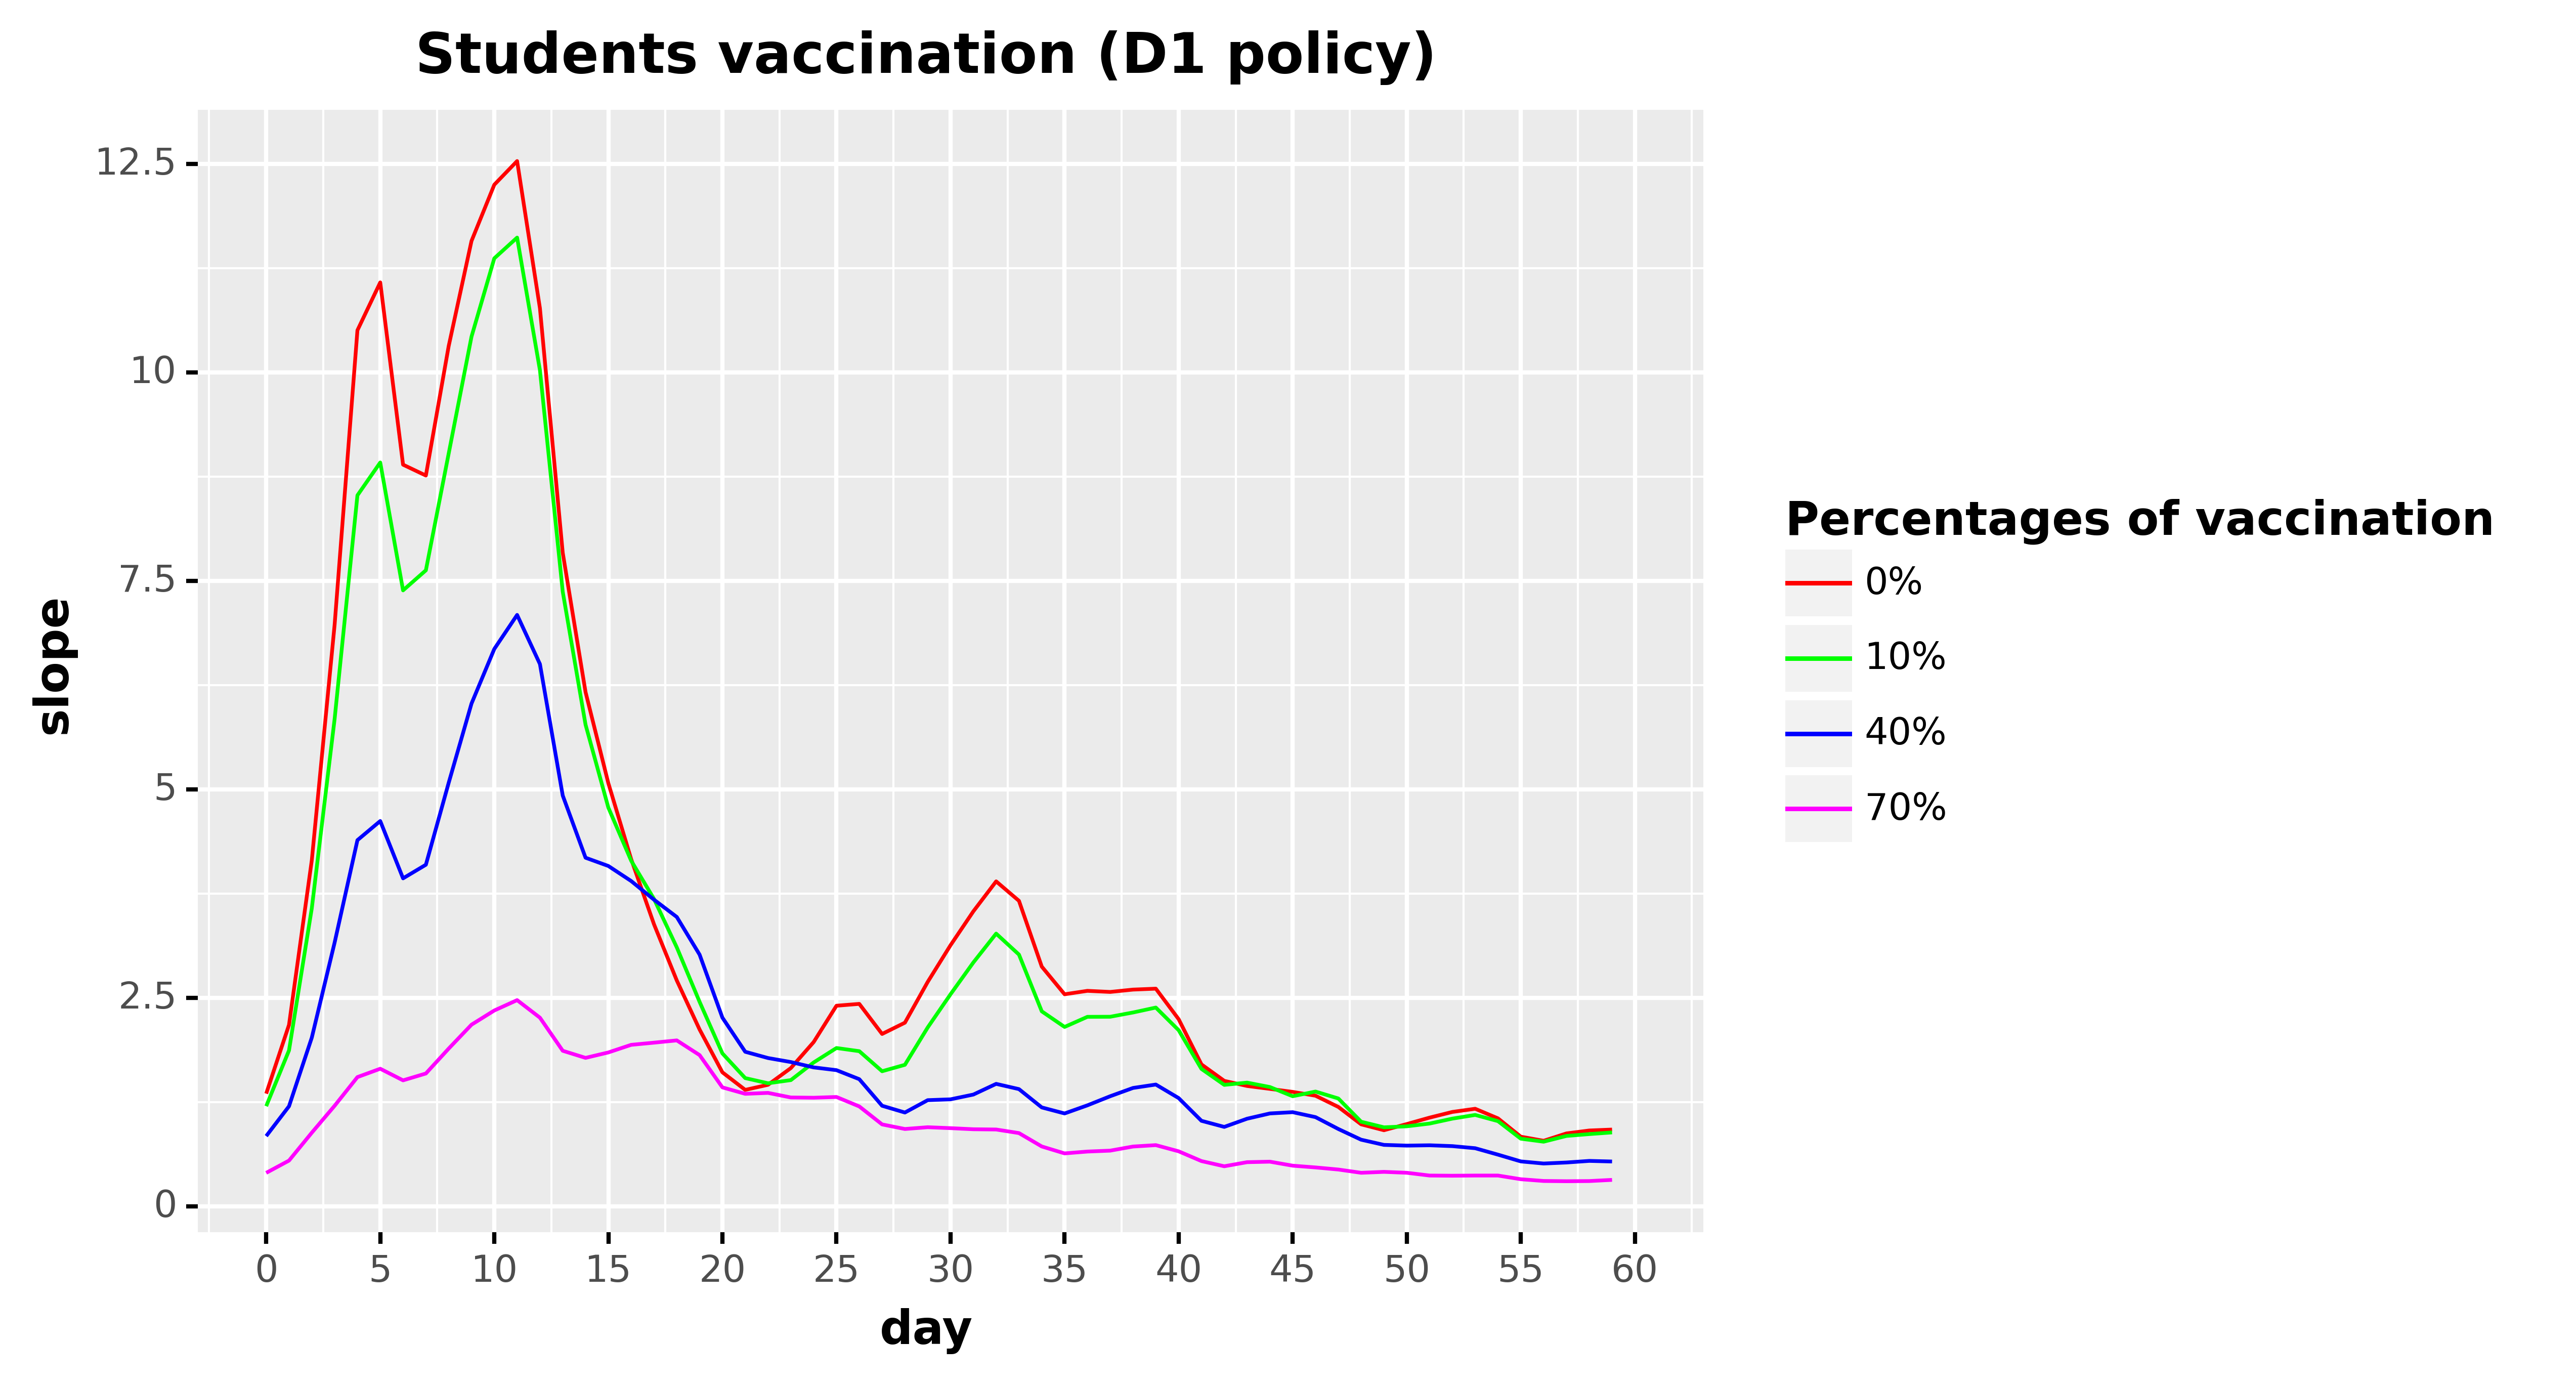 Students vaccination (D1 policy)
12.5
10
7.5
5
2.5
0
slope
0 5 10 15 20 25 30 35 40 45 50 55 60
day
Percentages of vaccination
0%
10%
40%
70%